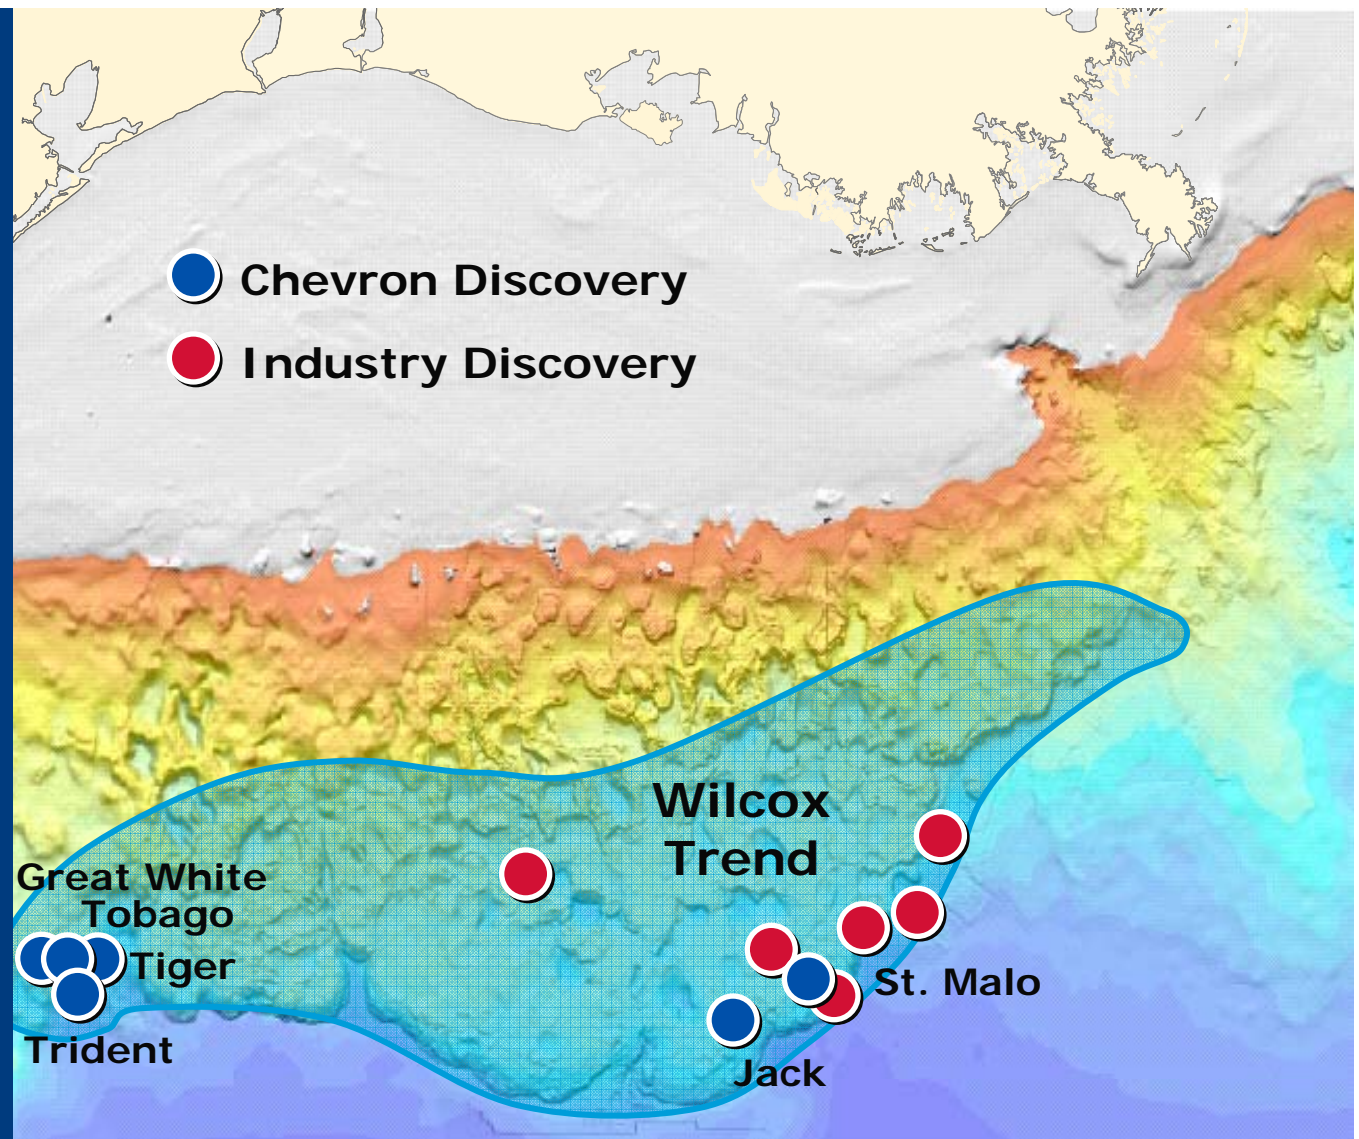 Chevron Discovery
Industry Discovery
Wilcox
Trend
Great White
Tobago
Tiger
Trident
St. Malo
Jack